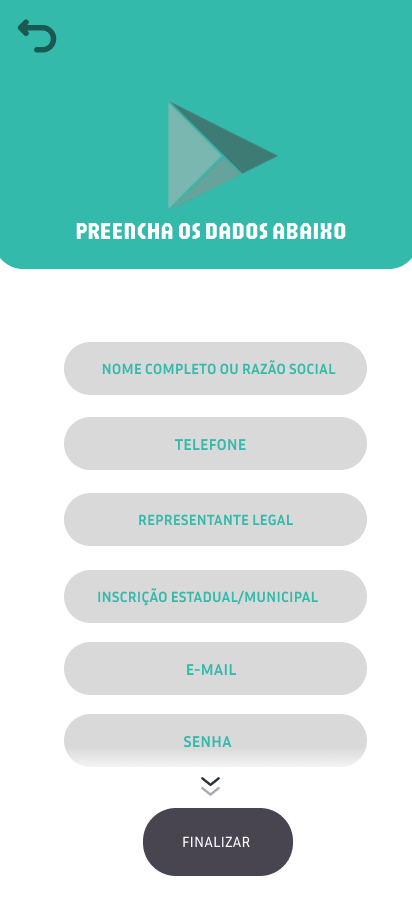 PREENCHA OS DADOS ABAIXO
NOME COMPLETO OU RAZÃO SOCIAL
TELEFONE
REPRESENTANTE LEGAL
INSCRIÇÃO ESTADUAL/MUNICIPAL
E-MAIL
SENHA
FINALIZAR